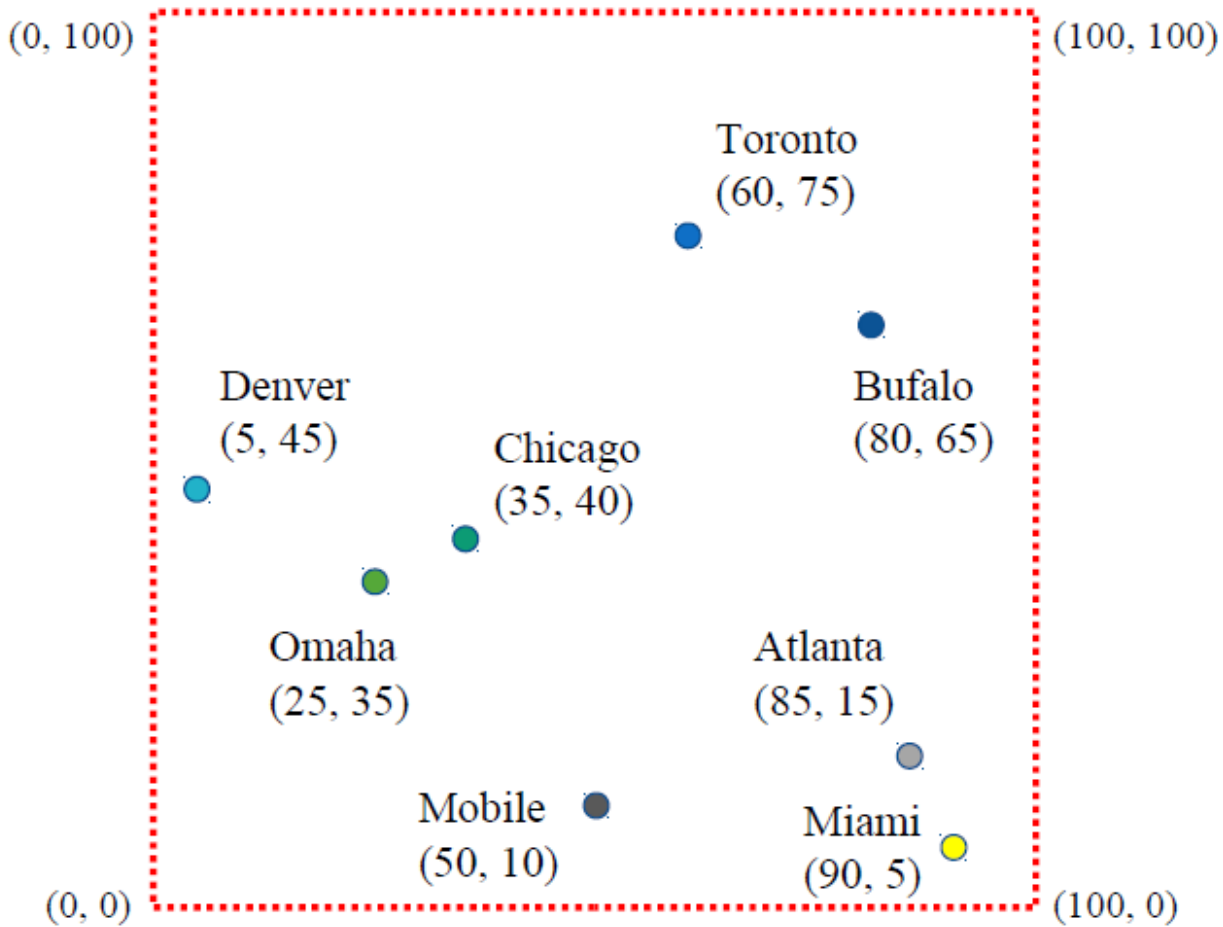 (0, 100)
(100, 100)
Toronto
(60, 75)
Denver
(5, 45)
Bufalo
(80, 65)
Chicago
(35, 40)
Omaha
(25, 35)
Atlanta
(85, 15)
Mobile
(50, 10)
Miami
(90, 5)
(0, 0)
(100, 0)